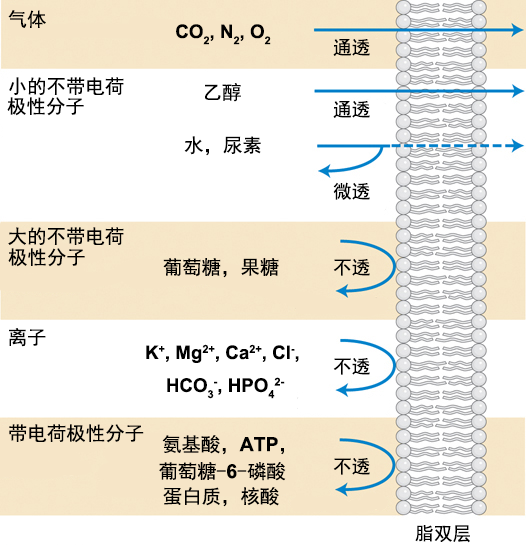 气体
CO₂, N₂, O₂
通透
小的不带电荷
极性分子
乙醇
通透
水，尿素
微透
大的不带电荷
极性分子
葡萄糖，果糖
不透
离子
K⁺, Mg²⁺, Ca²⁺, Cl⁻,
HCO₃⁻, HPO₄²⁻
不透
带电荷极性分子
氨基酸，ATP,
葡萄糖-6-磷酸
蛋白质，核酸
不透
脂双层